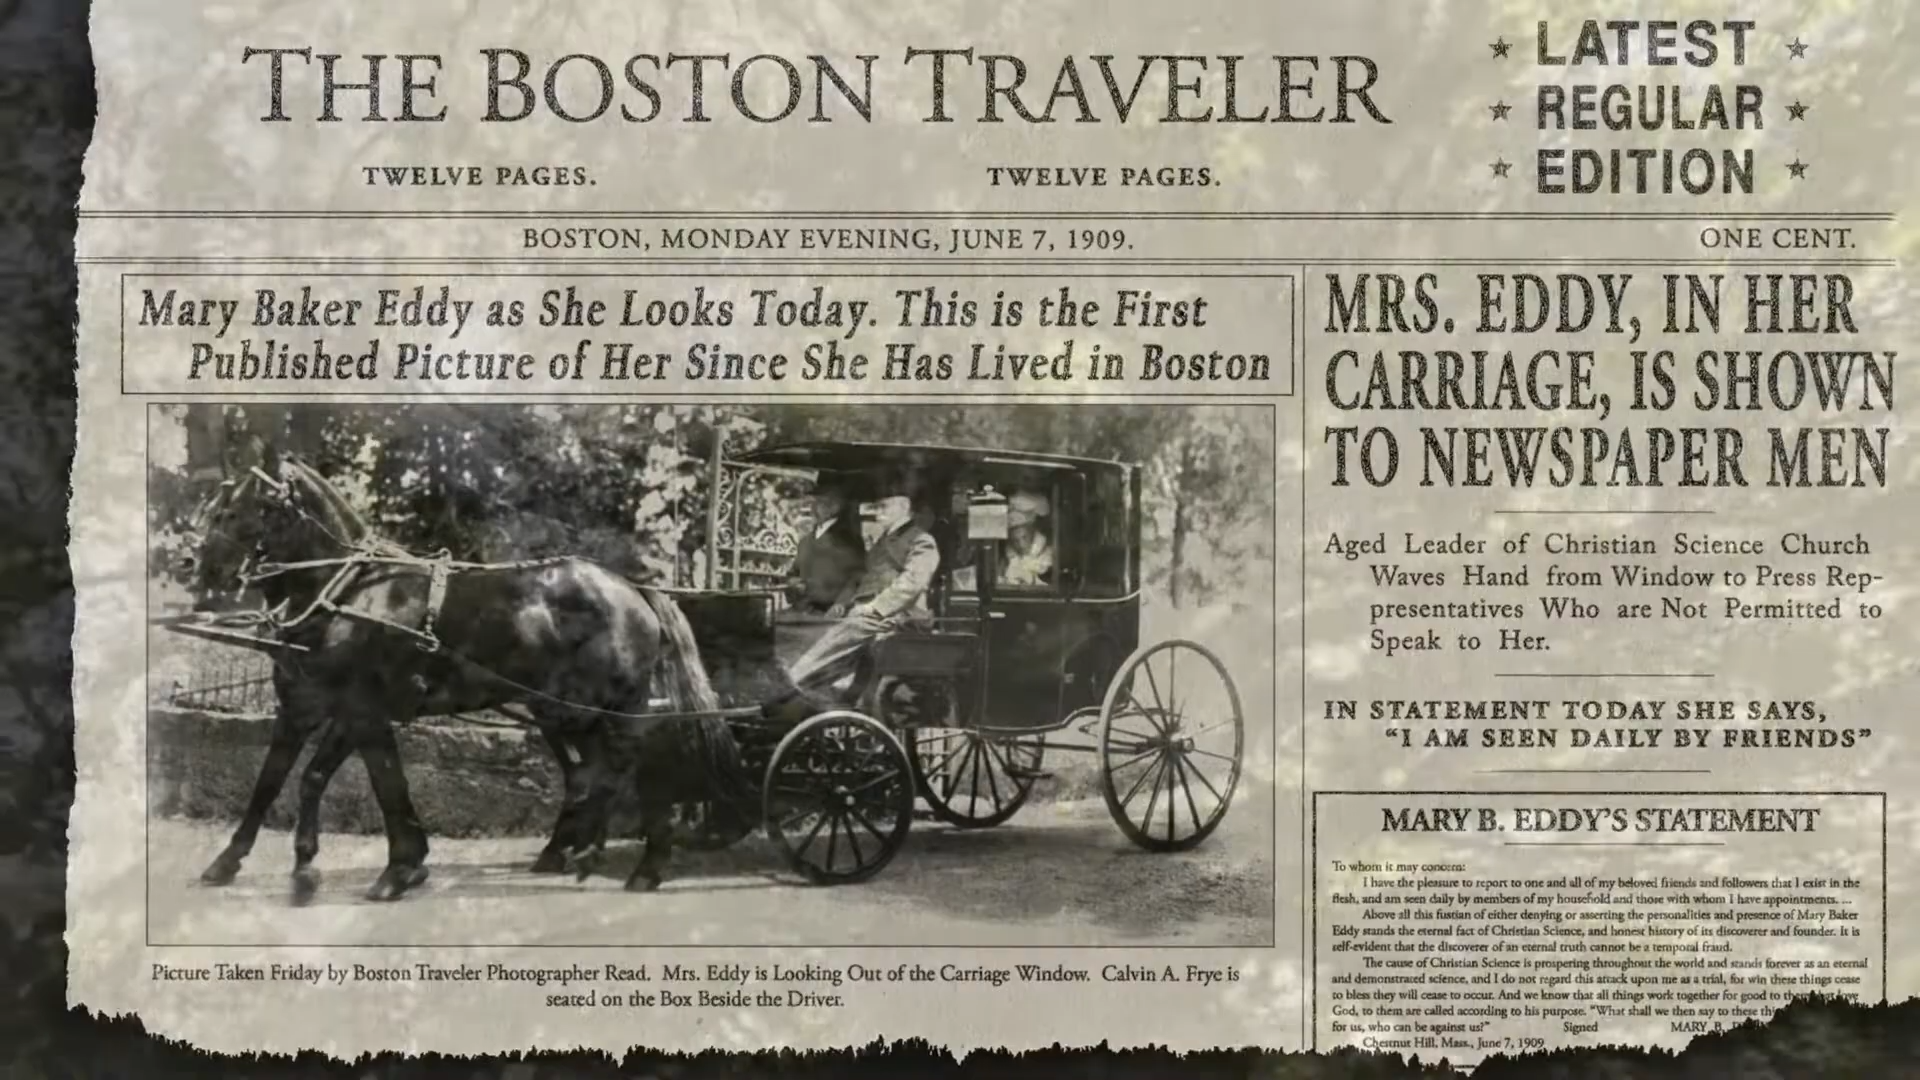 THE BOSTON TRAVELER
★ LATEST ★
★ REGULAR ★
★ EDITION ★
TWELVE PAGES. TWELVE PAGES.
BOSTON, MONDAY EVENING, JUNE 7, 1909. ONE CENT.
Mary Baker Eddy as She Looks Today. This is the First
Published Picture of Her Since She Has Lived in Boston
Picture Taken Friday by Boston Traveler Photographer Read. Mrs. Eddy is Looking Out of the Carriage Window. Calvin A. Frye is
seated on the Box Beside the Driver.
MRS. EDDY, IN HER
CARRIAGE, IS SHOWN
TO NEWSPAPER MEN
Aged Leader of Christian Science Church
Waves Hand from Window to Press Rep-
presentatives Who are Not Permitted to
Speak to Her.
IN STATEMENT TODAY SHE SAYS,
"I AM SEEN DAILY BY FRIENDS"
MARY B. EDDY'S STATEMENT
To whom it may concern:
I have the pleasure to report to one and all of my beloved friends and followers that I exist in the
flesh, and am seen daily by members of my household and those with whom I have appointments. ...
Above all this fustian of either denying or asserting the personalities and presence of Mary Baker
Eddy stands the eternal fact of Christian Science, and honest history of its discoverer and founder. It is
self-evident that the discoverer of an eternal truth cannot be a temporal fraud.
The cause of Christian Science is prospering throughout the world and stands forever as an eternal
and demonstrated science, and I do not regard this attack upon me as a trial, for win these things cease
to bless they will cease to occur. And we know that all things work together for good to
God, to them are called according to his purpose. "What shall we then say to these
for us, who can be against us?" Signed MARY B.
Chestnut Hill, Mass., June 7, 1909